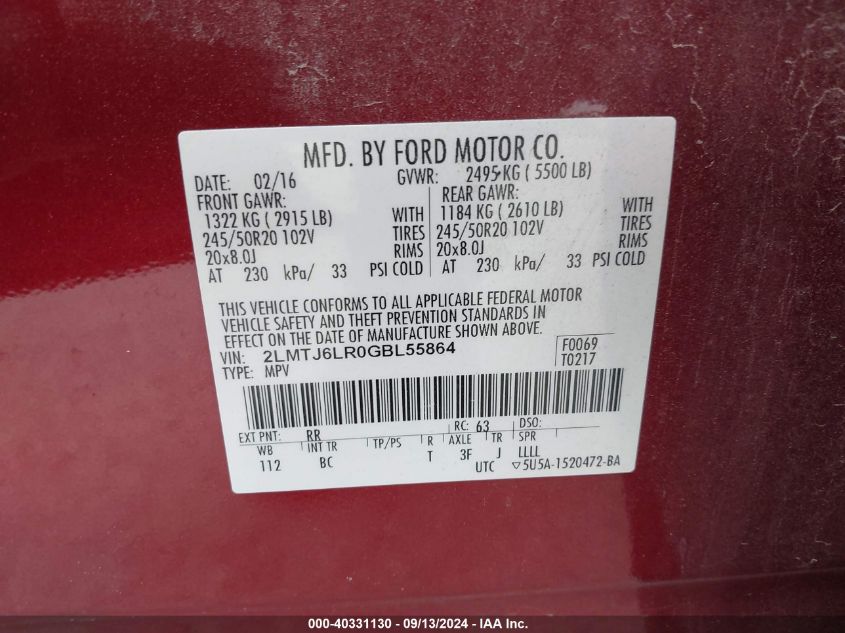 MFD. BY FORD MOTOR CO.
DATE: 02/16 GVWR: 2495 KG ( 5500 LB)
FRONT GAWR: REAR GAWR:
1322 KG ( 2915 LB) WITH 1184 KG ( 2610 LB) WITH
245/50R20 102V TIRES 245/50R20 102V TIRES
20x8.0J RIMS 20x8.0J RIMS
AT 230 kPa/ 33 PSI COLD AT 230 kPa/ 33 PSI COLD
THIS VEHICLE CONFORMS TO ALL APPLICABLE FEDERAL MOTOR
VEHICLE SAFETY AND THEFT PREVENTION STANDARDS IN
EFFECT ON THE DATE OF MANUFACTURE SHOWN ABOVE.
VIN: 2LMTJ6LR0GBL55864 F0069
TYPE: MPV T0217
EXT PNT: RR RC: 63 DSO:
WB INT TR TP/PS R AXLE TR SPR
112 BC T 3F J LLLL
UTC ▽5U5A-1520472-BA
000-40331130 - 09/13/2024 - © 2024 IAA, Inc.